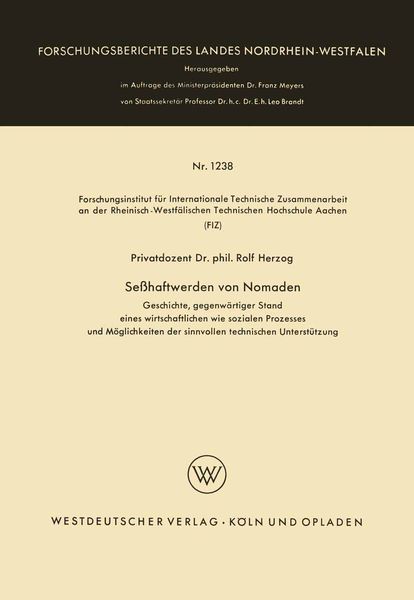 FORSCHUNGSBERICHTE DES LANDES NORDRHEIN-WESTFALEN
Herausgegeben
im Auftrage des Ministerpräsidenten Dr. Franz Meyers
von Staatssekretär Professor Dr. h. c. Dr. E. h. Leo Brandt
Nr. 1238
Forschungsinstitut für Internationale Technische Zusammenarbeit
an der Rheinisch-Westfälischen Technischen Hochschule Aachen
(FIZ)
Privatdozent Dr. phil. Rolf Herzog
Seßhaftwerden von Nomaden
Geschichte, gegenwärtiger Stand
eines wirtschaftlichen wie sozialen Prozesses
und Möglichkeiten der sinnvollen technischen Unterstützung
W
WESTDEUTSCHER VERLAG · KÖLN UND OPLADEN